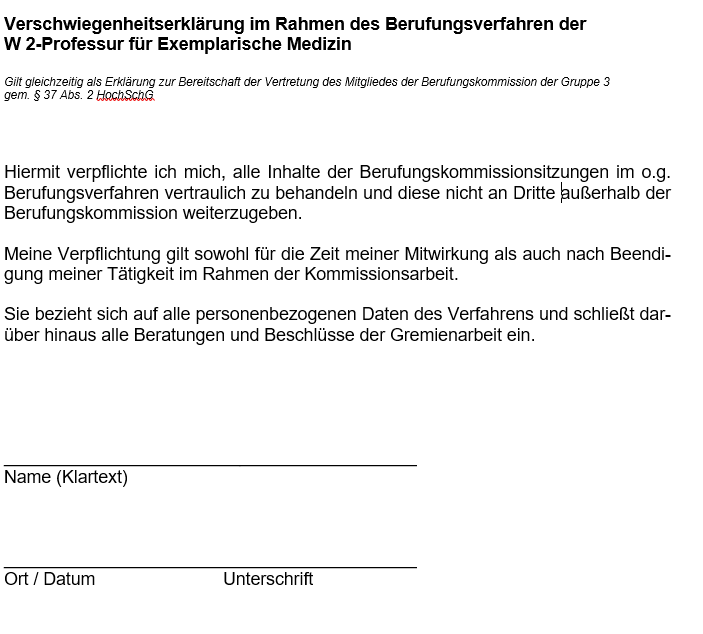 Verschwiegenheitserklärung im Rahmen des Berufungsverfahren der
W 2-Professur für Exemplarische Medizin
Gilt gleichzeitig als Erklärung zur Bereitschaft der Vertretung des Mitgliedes der Berufungskommission der Gruppe 3
gem. § 37 Abs. 2 HochSchG
Hiermit verpflichte ich mich, alle Inhalte der Berufungskommissionsitzungen im o.g.
Berufungsverfahren vertraulich zu behandeln und diese nicht an Dritte außerhalb der
Berufungskommission weiterzugeben.
Meine Verpflichtung gilt sowohl für die Zeit meiner Mitwirkung als auch nach Beendi-
gung meiner Tätigkeit im Rahmen der Kommissionsarbeit.
Sie bezieht sich auf alle personenbezogenen Daten des Verfahrens und schließt dar-
über hinaus alle Beratungen und Beschlüsse der Gremienarbeit ein.
Name (Klartext)
Ort / Datum Unterschrift